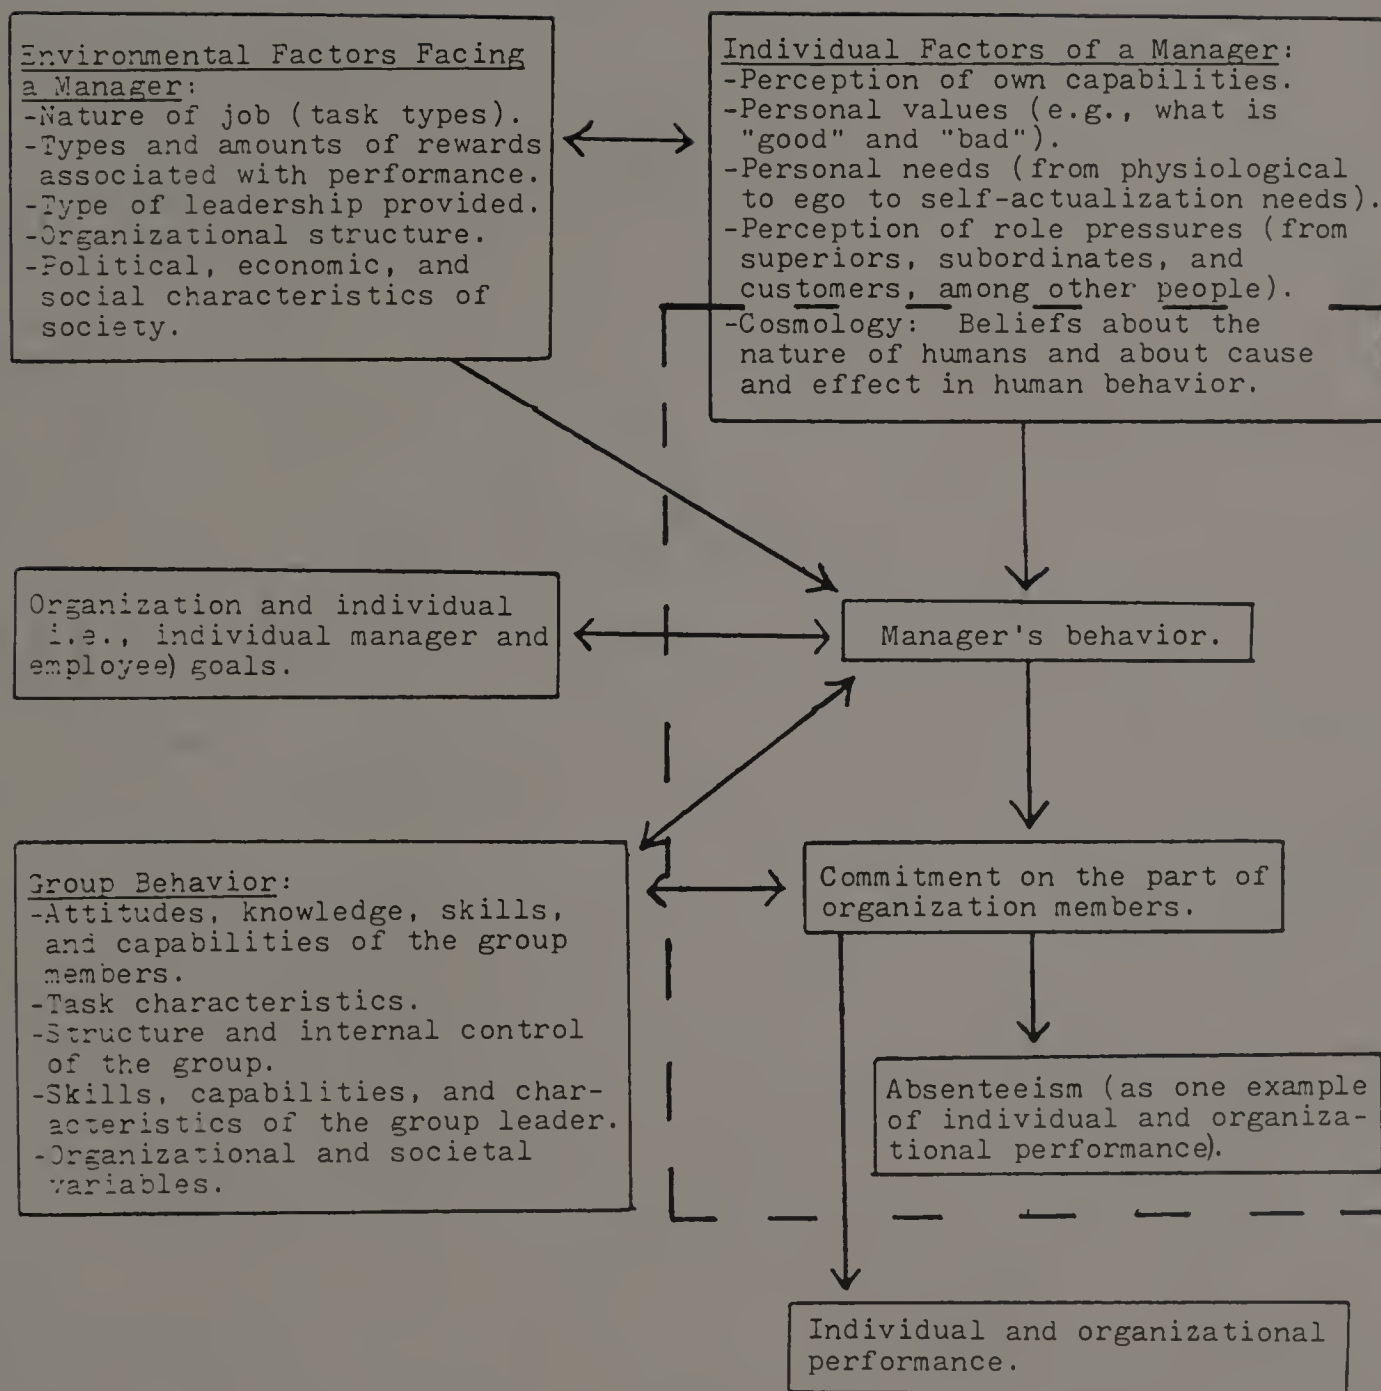 Environmental Factors Facing
a Manager:
-Nature of job (task types).
-Types and amounts of rewards
associated with performance.
-Type of leadership provided.
-Organizational structure.
-Political, economic, and
social characteristics of
society.
Individual Factors of a Manager:
-Perception of own capabilities.
-Personal values (e.g., what is
"good" and "bad").
-Personal needs (from physiological
to ego to self-actualization needs).
-Perception of role pressures (from
superiors, subordinates, and
customers, among other people).
-Cosmology: Beliefs about the
nature of humans and about cause
and effect in human behavior.
Organization and individual
i.e., individual manager and
employee) goals.
Manager's behavior.
Group Behavior:
-Attitudes, knowledge, skills,
and capabilities of the group
members.
-Task characteristics.
-Structure and internal control
of the group.
-Skills, capabilities, and char-
acteristics of the group leader.
-Organizational and societal
variables.
Commitment on the part of
organization members.
Absenteeism (as one example
of individual and organiza-
tional performance).
Individual and organizational
performance.